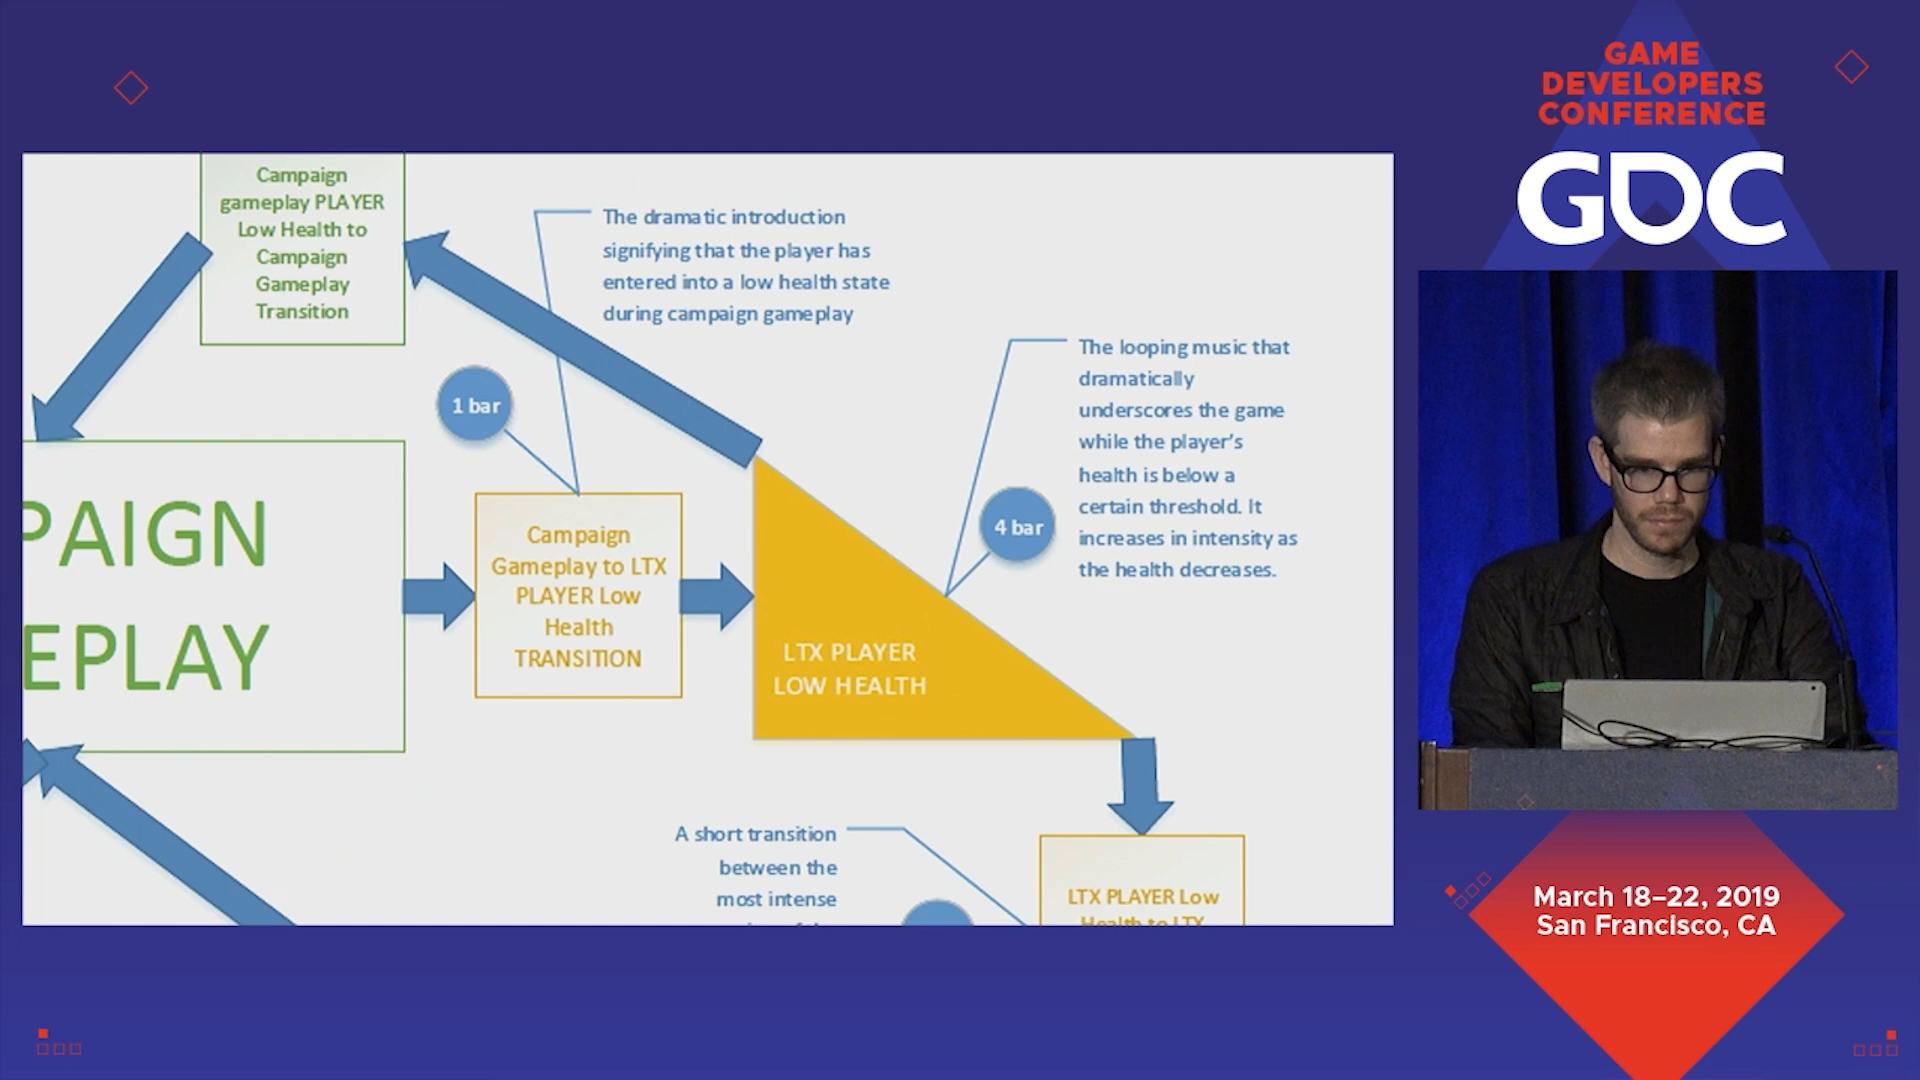 GAME
DEVELOPERS
CONFERENCE
GDC
Campaign
gameplay PLAYER
Low Health to
Campaign
Gameplay
Transition
The dramatic introduction
signifying that the player has
entered into a low health state
during campaign gameplay
1 bar
The looping music that
dramatically
underscores the game
while the player's
health is below a
certain threshold. It
increases in intensity as
the health decreases.
4 bar
PAIGN
EPLAY
Campaign
Gameplay to LTX
PLAYER Low
Health
TRANSITION
LTX PLAYER
LOW HEALTH
A short transition
between the
most intense
LTX PLAYER Low
Health to LTX
March 18–22, 2019
San Francisco, CA